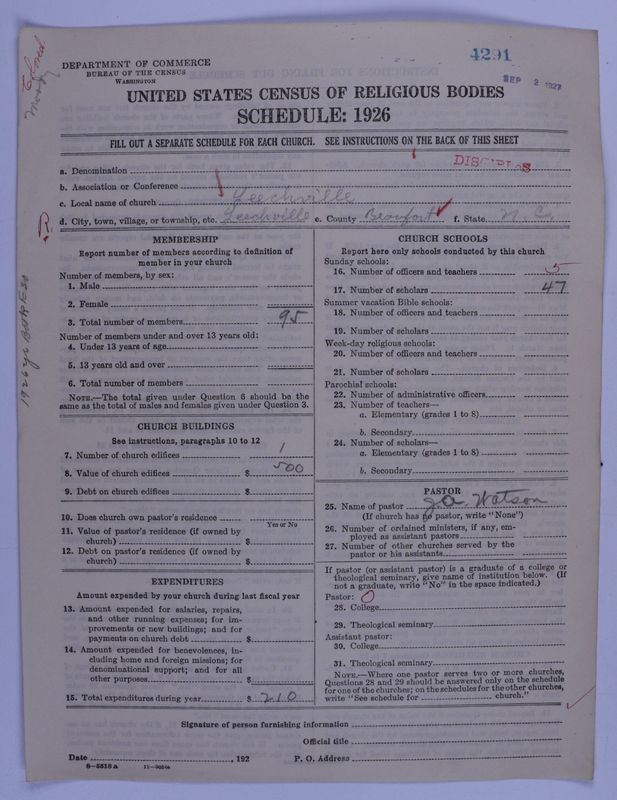 4291
SEP 2 1927
Colored
DEPARTMENT OF COMMERCE
BUREAU OF THE CENSUS
WASHINGTON
UNITED STATES CENSUS OF RELIGIOUS BODIES
SCHEDULE: 1926
FILL OUT A SEPARATE SCHEDULE FOR EACH CHURCH. SEE INSTRUCTIONS ON THE BACK OF THIS SHEET
a. Denomination DISCIPLES
b. Association or Conference
c. Local name of church Leechville
d. City, town, village, or township, etc. Leechville e. County Beaufort f. State N. C.
MEMBERSHIP
Report number of members according to definition of
member in your church
Number of members, by sex:
1. Male
2. Female
3. Total number of members 95
Number of members under and over 13 years old:
4. Under 13 years of age
5. 13 years old and over
6. Total number of members
NOTE.—The total given under Question 6 should be the
same as the total of males and females given under Question 3.
CHURCH BUILDINGS
See instructions, paragraphs 10 to 12
7. Number of church edifices 1
8. Value of church edifices $ 500
9. Debt on church edifices $
10. Does church own pastor's residence
Yes or No
11. Value of pastor's residence (if owned by
church) $
12. Debt on pastor's residence (if owned by
church) $
EXPENDITURES
Amount expended by your church during last fiscal year
13. Amount expended for salaries, repairs,
and other running expenses; for im-
provements or new buildings; and for
payments on church debt $
14. Amount expended for benevolences, in-
cluding home and foreign missions; for
denominational support; and for all
other purposes $
15. Total expenditures during year $ 210
CHURCH SCHOOLS
Report here only schools conducted by this church
Sunday schools:
16. Number of officers and teachers 5
17. Number of scholars 47
Summer vacation Bible schools:
18. Number of officers and teachers
19. Number of scholars
Week-day religious schools:
20. Number of officers and teachers
21. Number of scholars
Parochial schools:
22. Number of administrative officers
23. Number of teachers—
a. Elementary (grades 1 to 8)
b. Secondary
24. Number of scholars—
a. Elementary (grades 1 to 8)
b. Secondary
PASTOR
25. Name of pastor J. A. Watson
(If church has no pastor, write "None")
26. Number of ordained ministers, if any, em-
ployed as assistant pastors
27. Number of other churches served by the
pastor or his assistants
If pastor (or assistant pastor) is a graduate of a college or
theological seminary, give name of institution below. (If
not a graduate, write "No" in the space indicated.)
Pastor: O
28. College
29. Theological seminary
Assistant pastor:
30. College
31. Theological seminary
NOTE.—Where one pastor serves two or more churches,
Questions 28 and 29 should be answered only on the schedule
for one of the churches; on the schedules for the other churches,
write "See schedule for church."
Signature of person furnishing information
Official title
Date , 192 P. O. Address
8—5518 a 11—9024a